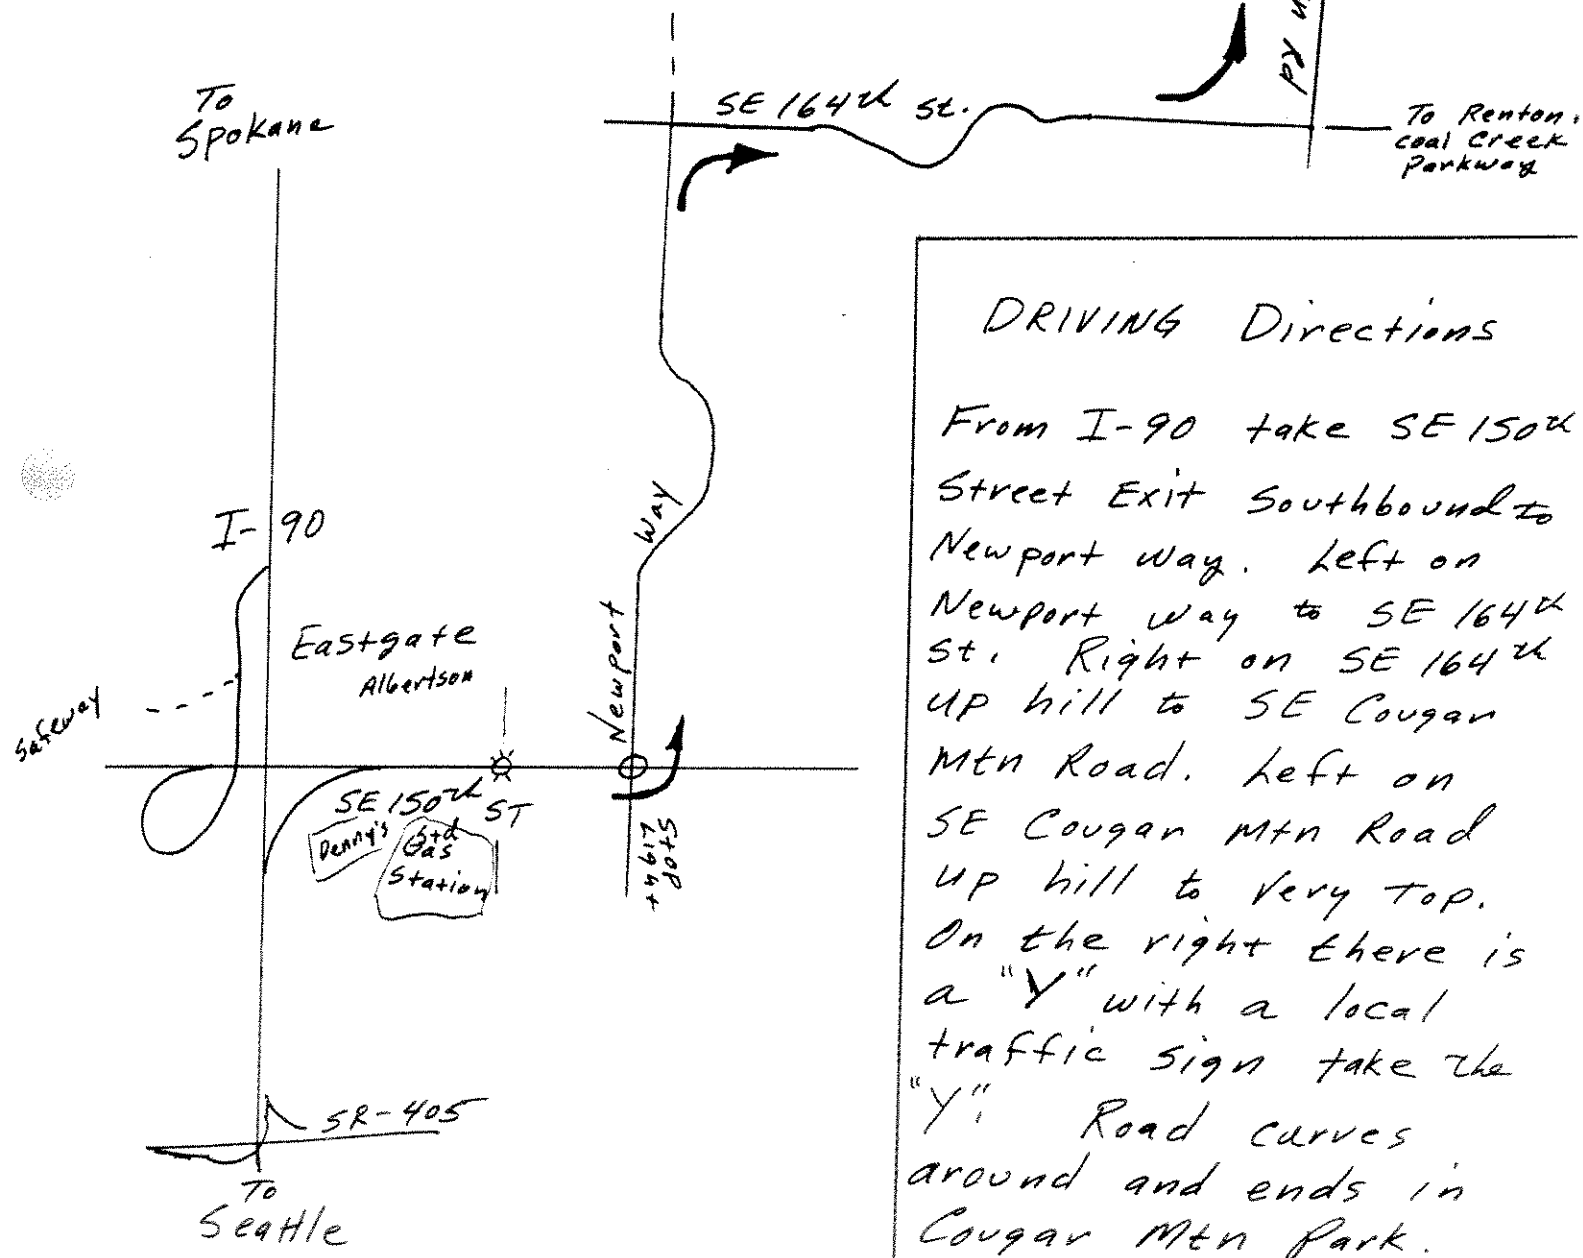 n Rd
To
Spokane
SE 164th St.
To Renton.
Coal Creek
Parkway
DRIVING Directions
From I-90 take SE 150th
Street Exit Southbound to
Newport Way. Left on
Newport Way to SE 164th
St. Right on SE 164th
up hill to SE Cougar
Mtn Road. Left on
SE Cougar Mtn Road
up hill to Very Top.
On the right there is
a "Y" with a local
traffic sign take the
"Y". Road curves
around and ends in
Cougar Mtn Park.
I-90
Newport Way
Eastgate
Albertson
Safeway
SE 150th ST
Denny's
Std
Gas
Station
Stop
Light
SR-405
To
Seattle